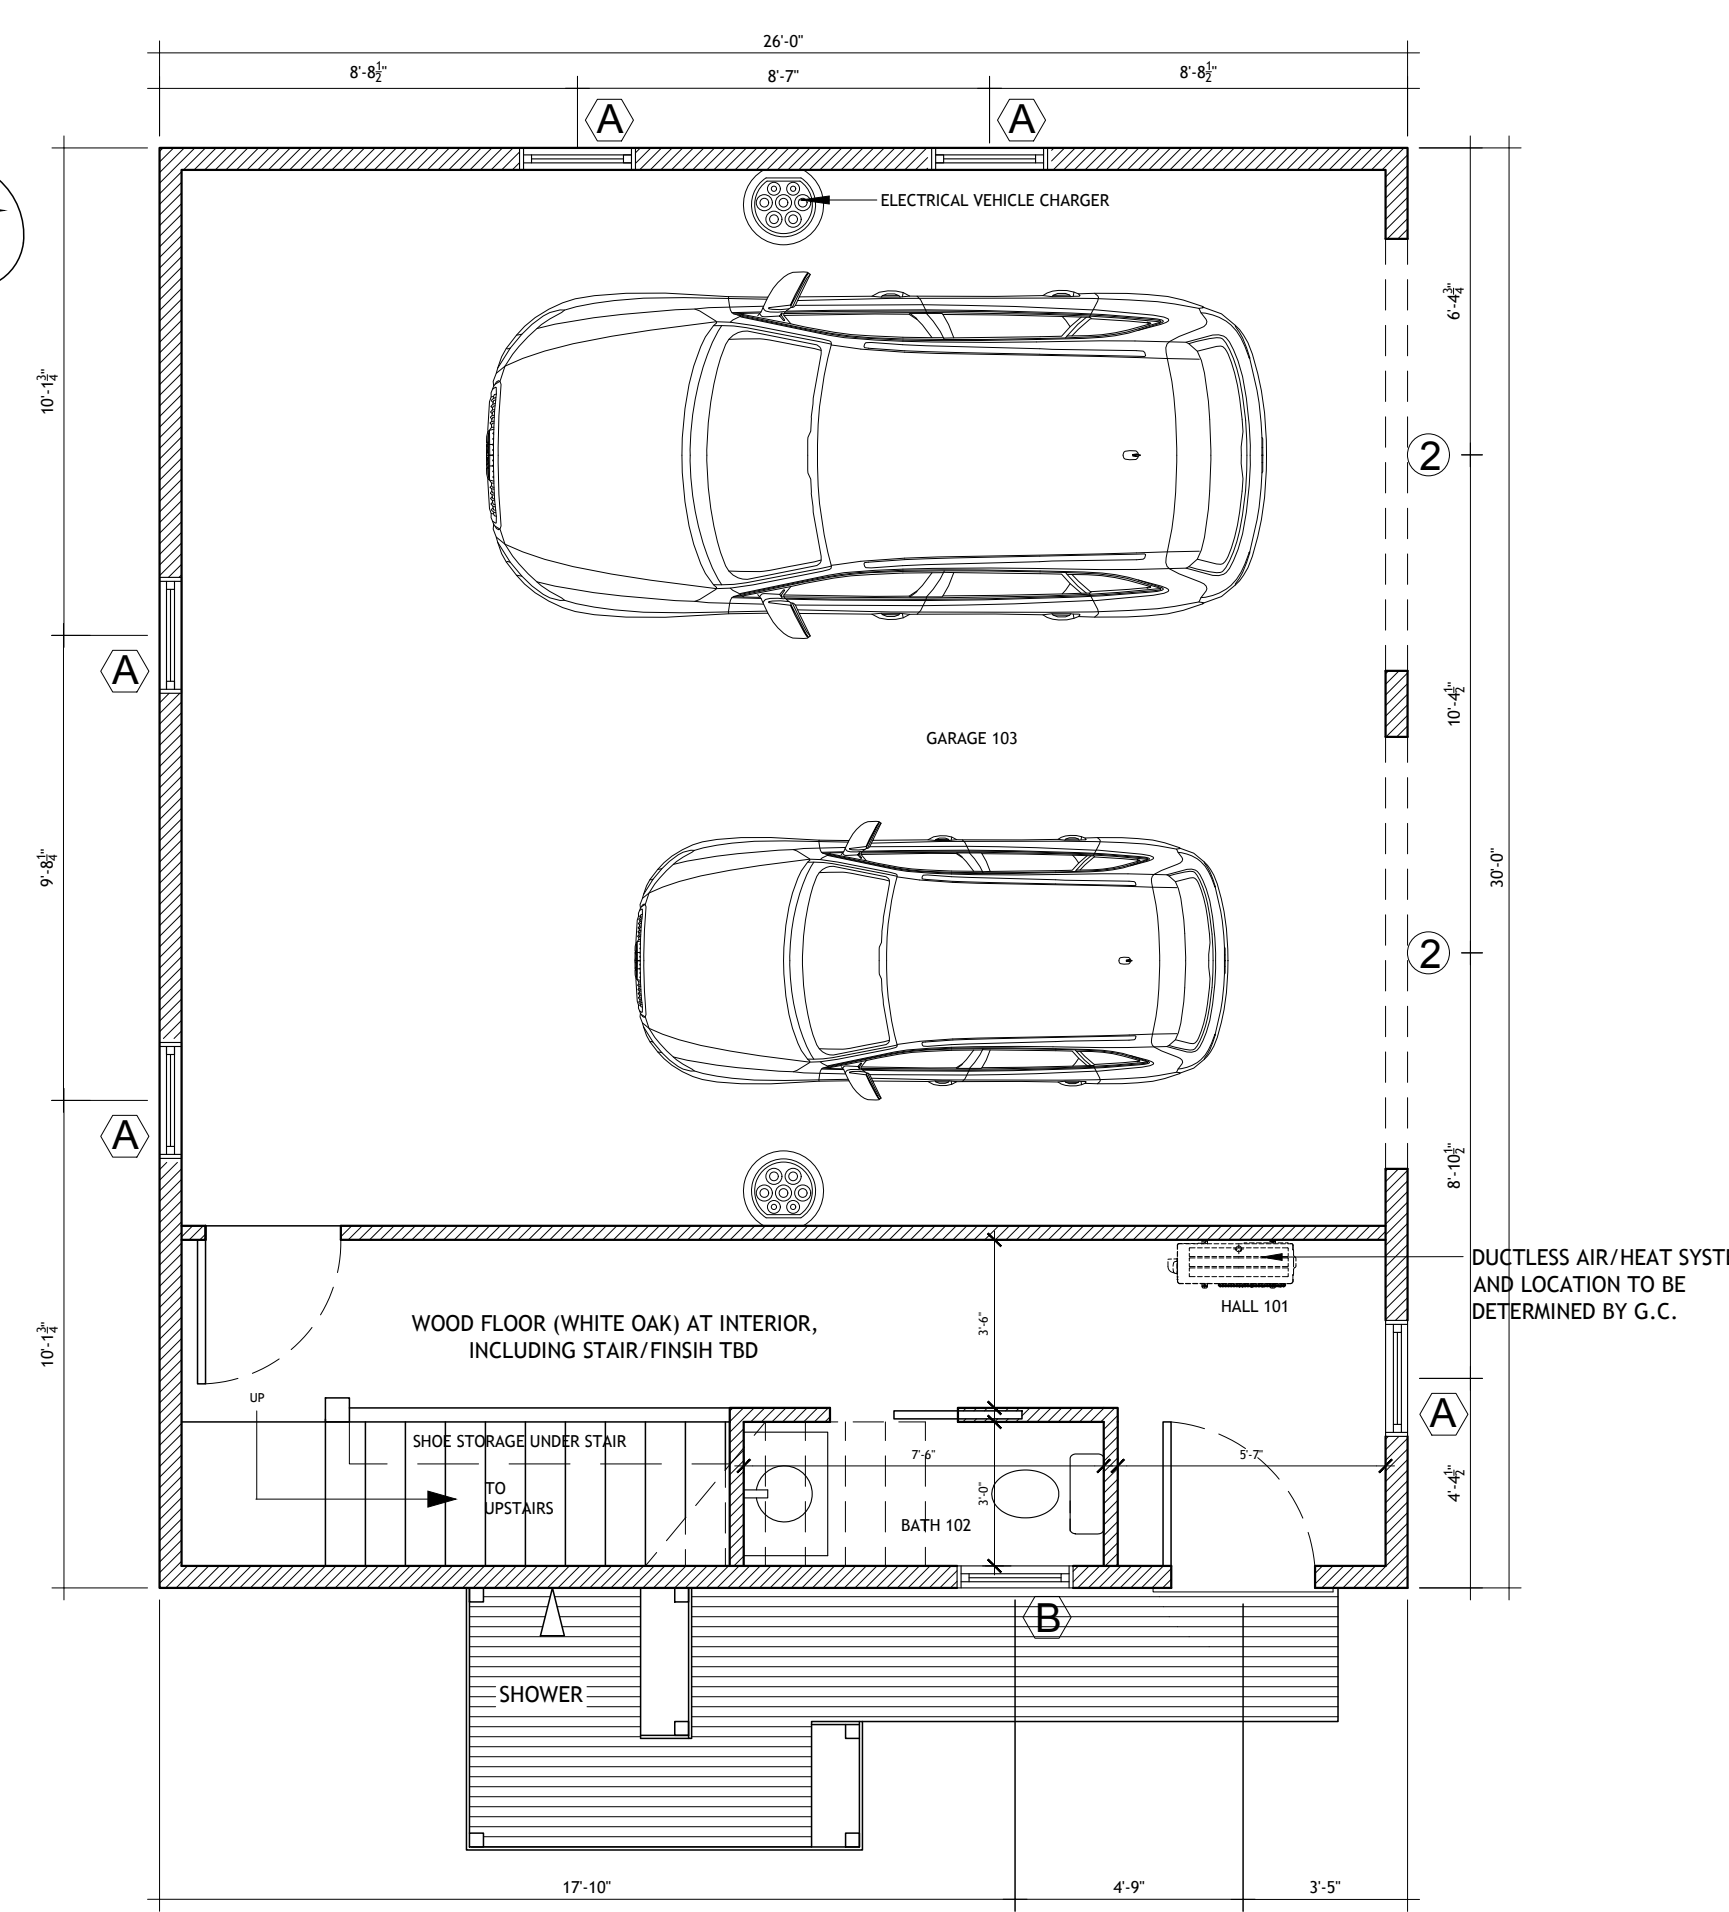 26'-0"
8'-8½"
8'-7"
8'-8½"
A
A
ELECTRICAL VEHICLE CHARGER
6'-4¾"
10'-1¾"
2
A
10'-4½"
GARAGE 103
9'-8¼"
30'-0"
2
A
8'-10½"
DUCTLESS AIR/HEAT SYSTE
AND LOCATION TO BE
DETERMINED BY G.C.
HALL 101
WOOD FLOOR (WHITE OAK) AT INTERIOR,
INCLUDING STAIR/FINSIH TBD
3'-6"
10'-1¾"
UP
A
SHOE STORAGE UNDER STAIR
7'-6"
5'-7"
TO
UPSTAIRS
3'-0"
4'-4½"
BATH 102
B
SHOWER
17'-10"
4'-9"
3'-5"